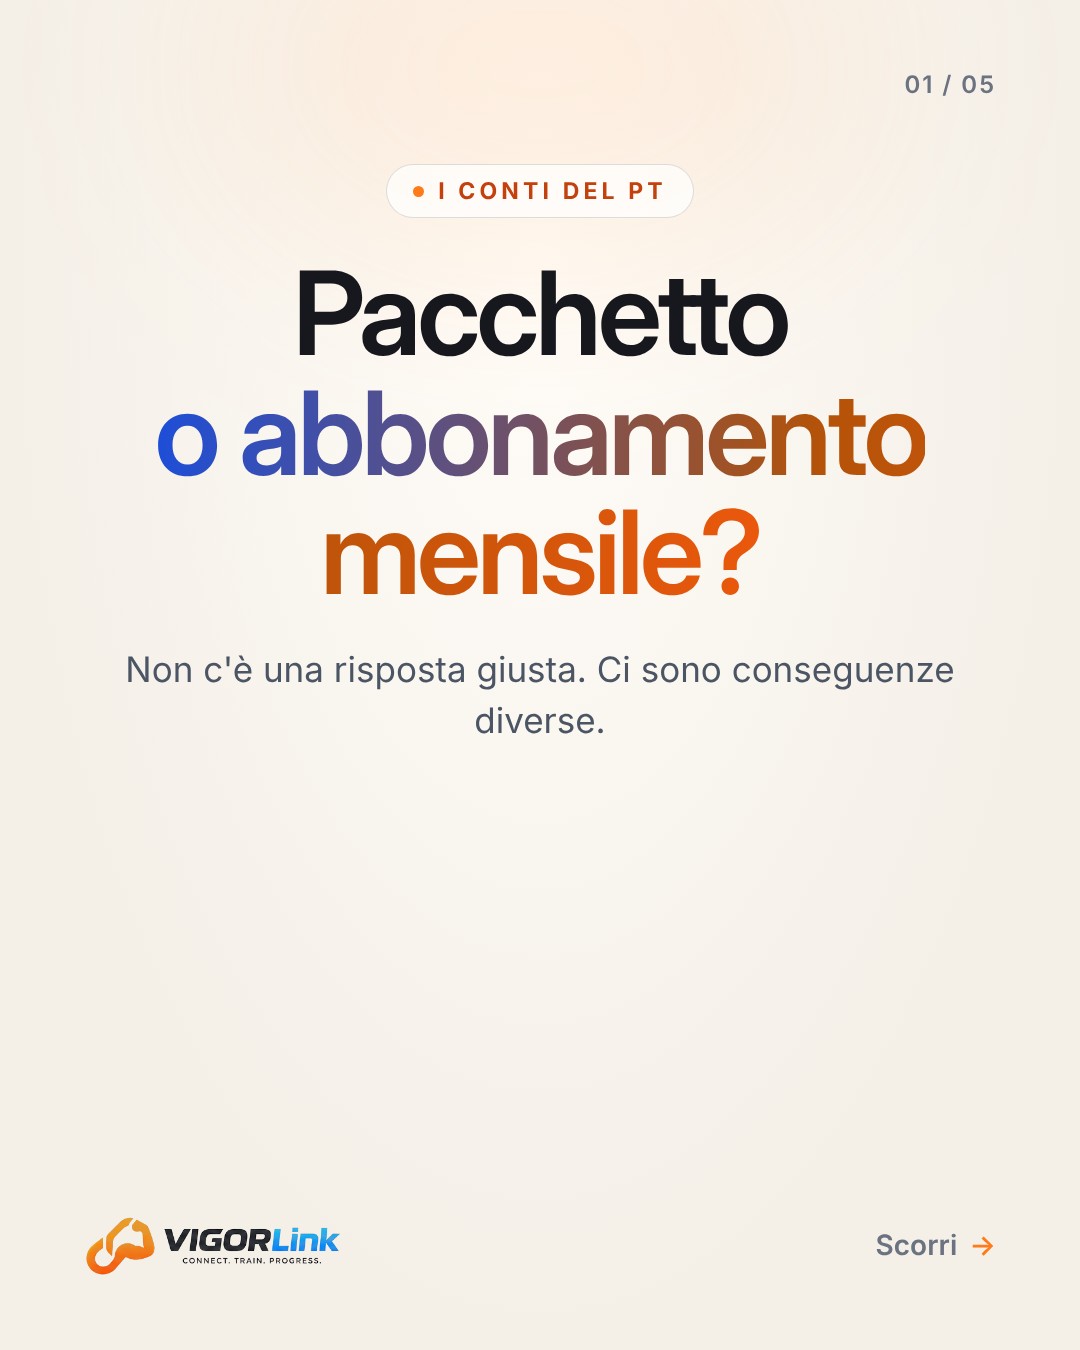 01 / 05
I CONTI DEL PT
Pacchetto
o abbonamento
mensile?
Non c'è una risposta giusta. Ci sono conseguenze
diverse.
VIGORLink
CONNECT. TRAIN. PROGRESS.
Scorri →